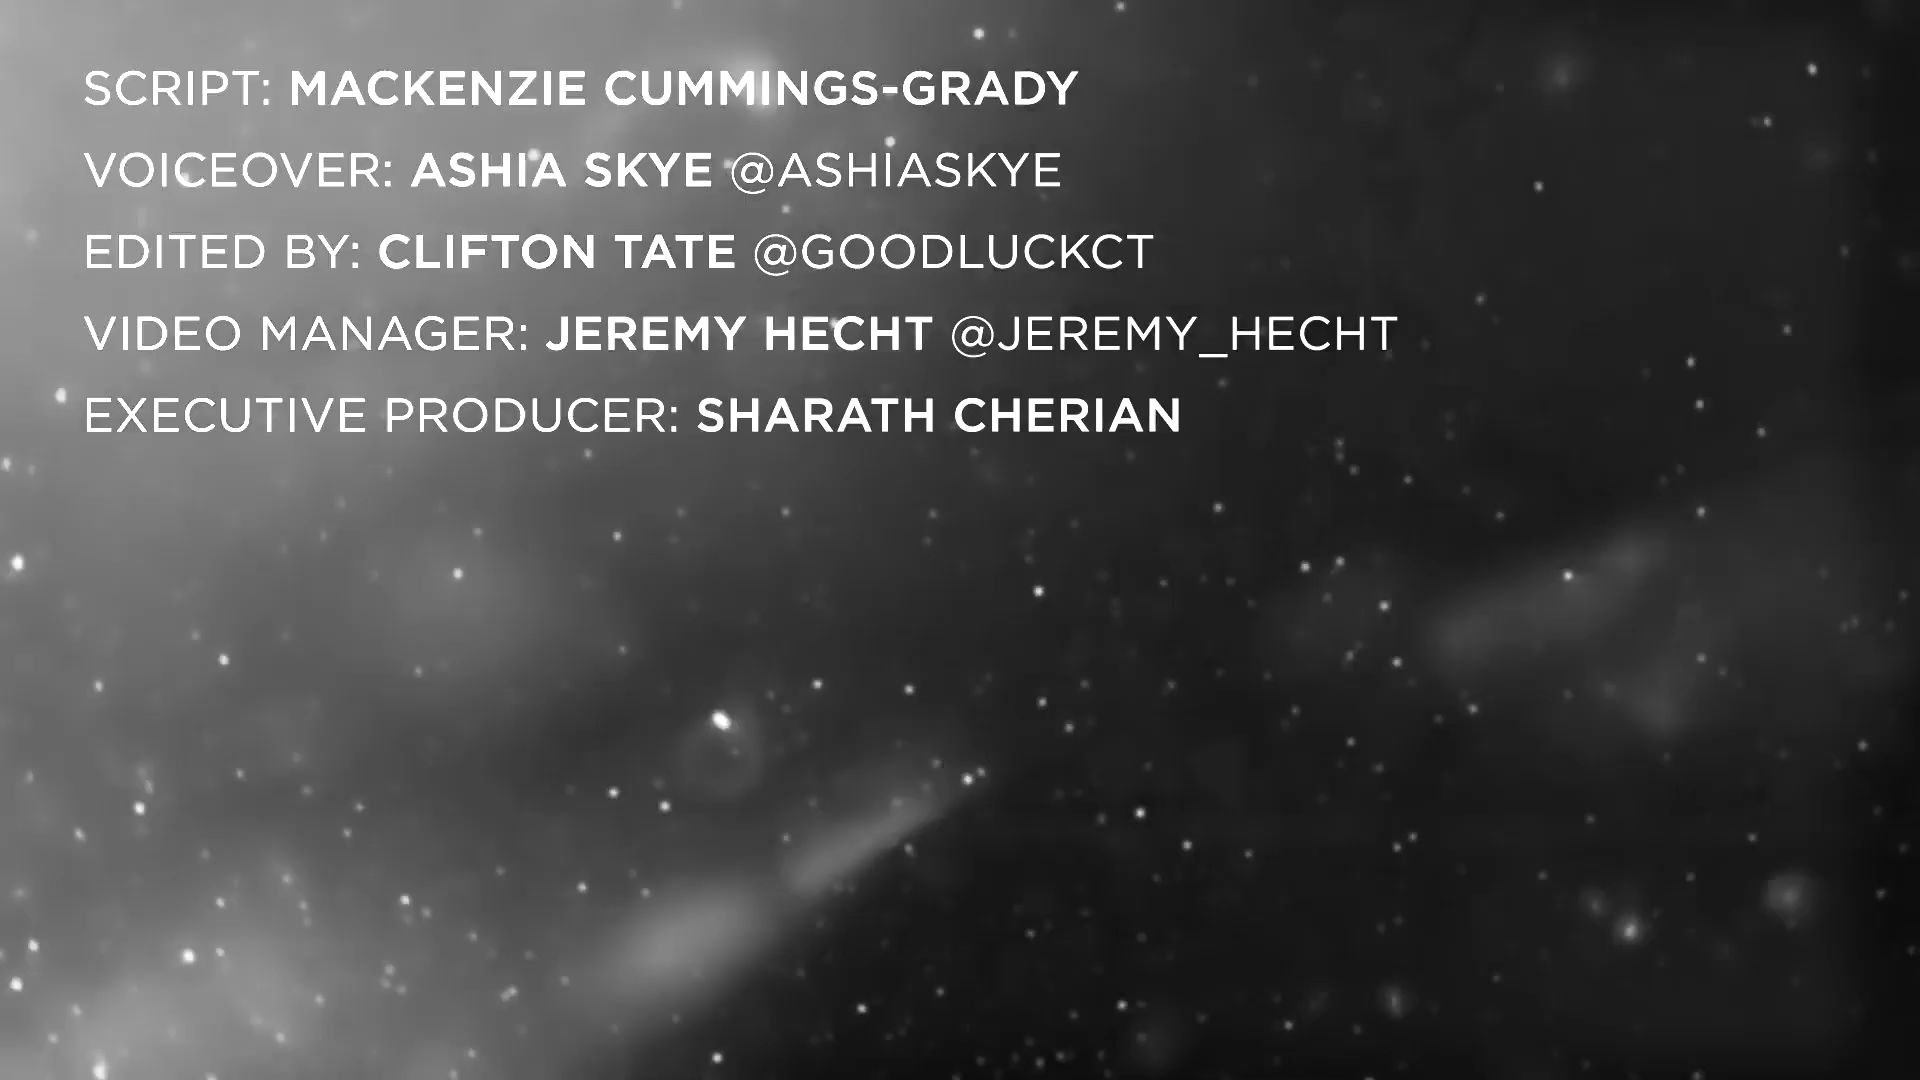 SCRIPT: MACKENZIE CUMMINGS-GRADY
VOICEOVER: ASHIA SKYE @ASHIASKYE
EDITED BY: CLIFTON TATE @GOODLUCKCT
VIDEO MANAGER: JEREMY HECHT @JEREMY_HECHT
EXECUTIVE PRODUCER: SHARATH CHERIAN